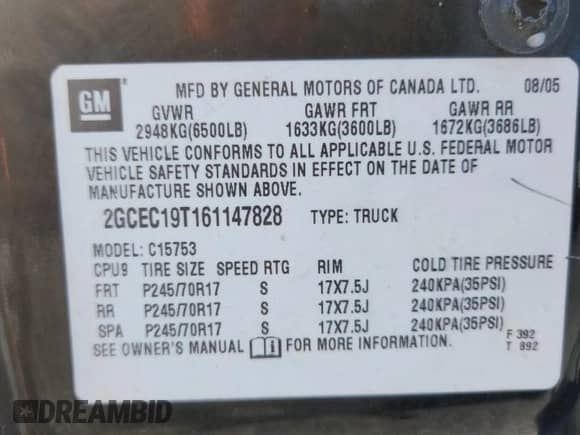 GM
MFD BY GENERAL MOTORS OF CANADA LTD. 08/05
GVWR GAWR FRT GAWR RR
2948KG(6500LB) 1633KG(3600LB) 1672KG(3686LB)
THIS VEHICLE CONFORMS TO ALL APPLICABLE U.S. FEDERAL MOTOR
VEHICLE SAFETY STANDARDS IN EFFECT ON THE DATE OF
MANUFACTURE SHOWN ABOVE.
2GCEC19T161147828 TYPE: TRUCK
MODEL: C15753
CPU9 TIRE SIZE SPEED RTG RIM COLD TIRE PRESSURE
FRT P245/70R17 S 17X7.5J 240KPA(35PSI)
RR P245/70R17 S 17X7.5J 240KPA(35PSI)
SPA P245/70R17 S 17X7.5J 240KPA(35PSI)
SEE OWNER'S MANUAL FOR MORE INFORMATION. F 392
T 892
DREAMBID